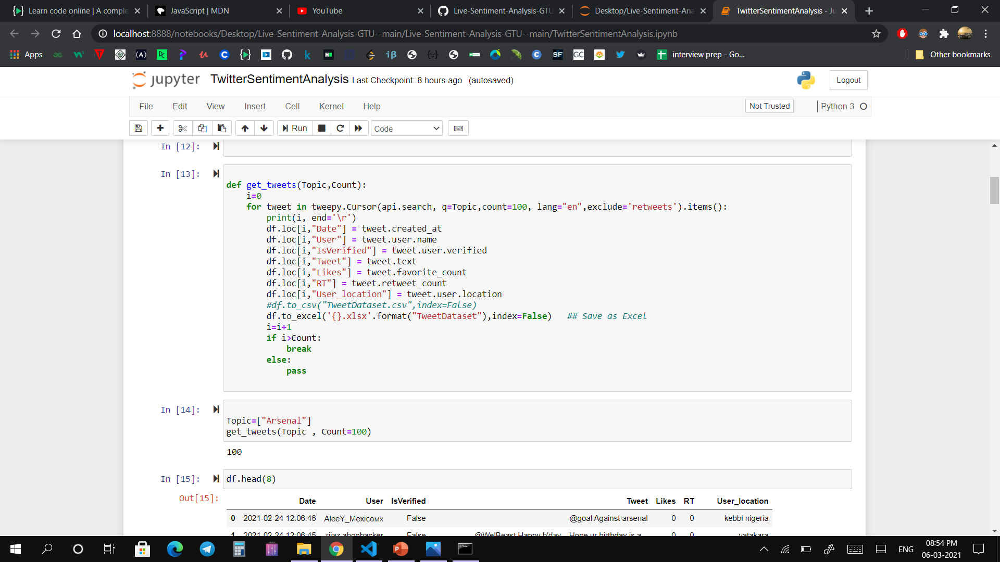 Learn code online | A comple
JavaScript | MDN
YouTube
Live-Sentiment-Analysis-GTU
Desktop/Live-Sentiment-Ana
TwitterSentimentAnalysis - Ju
localhost:8888/notebooks/Desktop/Live-Sentiment-Analysis-GTU--main/Live-Sentiment-Analysis-GTU--main/TwitterSentimentAnalysis.ipynb
Apps
interview prep - Go...
Other bookmarks
jupyter TwitterSentimentAnalysis Last Checkpoint: 8 hours ago (autosaved)
Logout
File Edit View Insert Cell Kernel Help
Not Trusted
Python 3
Run
Code
In [12]:
In [13]:
def get_tweets(Topic,Count):
    i=0
    for tweet in tweepy.Cursor(api.search, q=Topic,count=100, lang="en",exclude='retweets').items():
        print(i, end='\r')
        df.loc[i,"Date"] = tweet.created_at
        df.loc[i,"User"] = tweet.user.name
        df.loc[i,"IsVerified"] = tweet.user.verified
        df.loc[i,"Tweet"] = tweet.text
        df.loc[i,"Likes"] = tweet.favorite_count
        df.loc[i,"RT"] = tweet.retweet_count
        df.loc[i,"User_location"] = tweet.user.location
        #df.to_csv("TweetDataset.csv",index=False)
        df.to_excel('{}.xlsx'.format("TweetDataset"),index=False)   ## Save as Excel
        i=i+1
        if i>Count:
            break
        else:
            pass
In [14]:
Topic=["Arsenal"]
get_tweets(Topic , Count=100)
100
In [15]:
df.head(8)
Out[15]:
Date User IsVerified Tweet Likes RT User_location
0 2021-02-24 12:06:46 AleeY_Mexicoᴍx False @goal Against arsenal 0 0 kebbi nigeria
1 2021-02-24 12:06:45 rijaz aboobacker False @WelBeast Happy b'day... Hope ur birthday is a... 0 0 vatakara
ENG
08:54 PM
06-03-2021